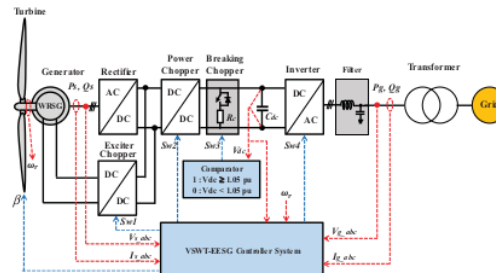 Turbine
Generator
Ps, Qs
Rectifier
Power
Chopper
Breaking
Chopper
Inverter
Filter
Pg, Qg
Transformer
WRSG
AC
DC
DC
DC
Rc
Cdc
DC
AC
Grid
ωr
Exciter
Chopper
DC
DC
Sw1
Sw2
Sw3
Vdc
Sw4
Comparator
1 : Vdc ≧ 1.05 pu
0 : Vdc < 1.05 pu
ωr
β
Vs_abc
Is_abc
VSWT-EESG Controller System
Vg_abc
Ig_abc